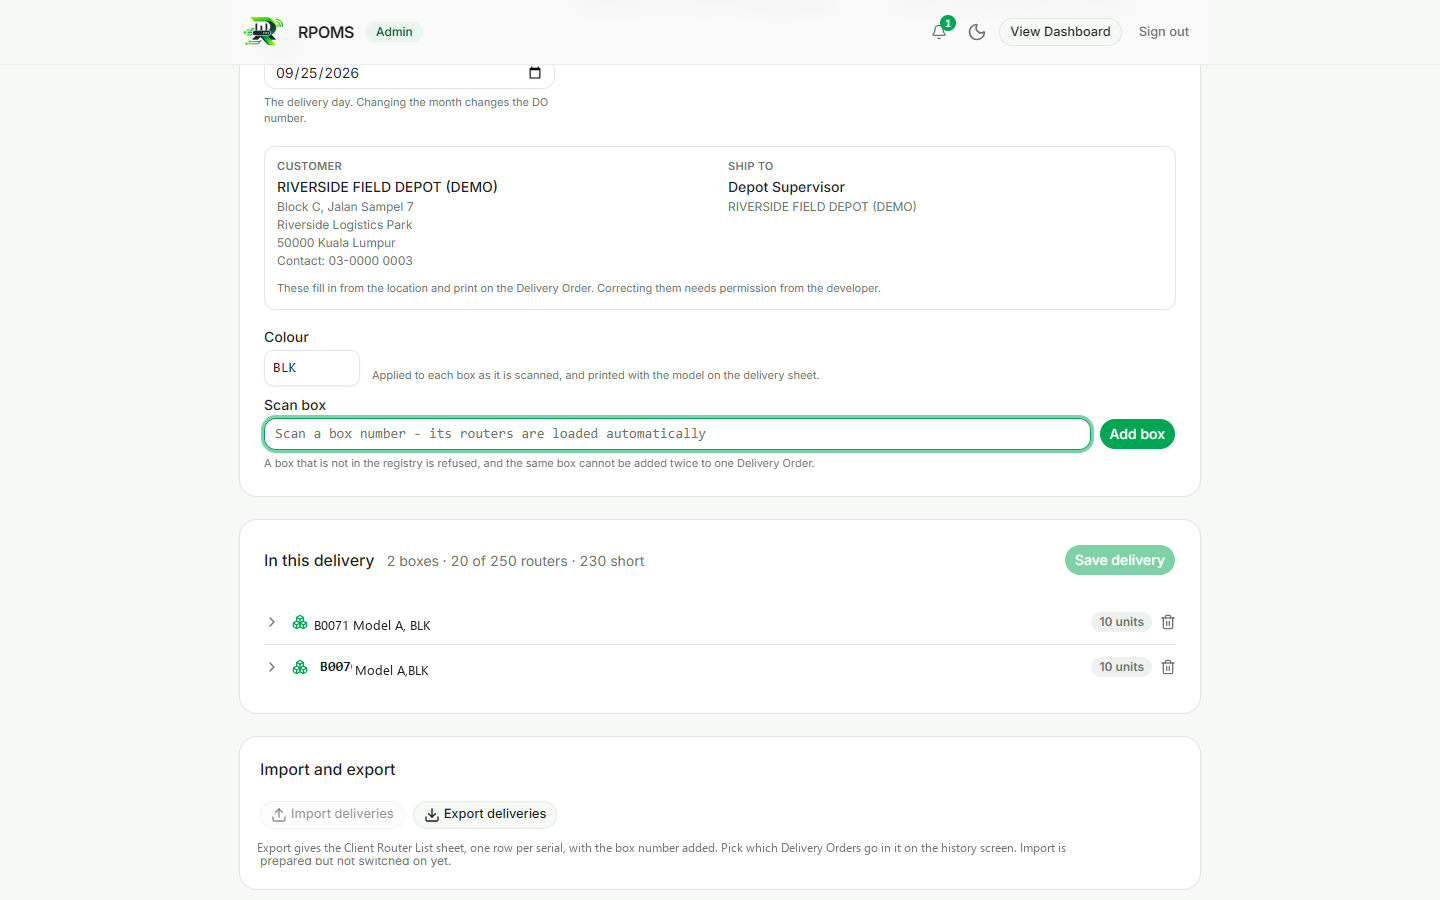 RPOMS Admin 1 View Dashboard Sign out
09/25/2026
The delivery day. Changing the month changes the DO
number.
CUSTOMER
RIVERSIDE FIELD DEPOT (DEMO)
Block C, Jalan Sampel 7
Riverside Logistics Park
50000 Kuala Lumpur
Contact: 03-0000 0003
SHIP TO
Depot Supervisor
RIVERSIDE FIELD DEPOT (DEMO)
These fill in from the location and print on the Delivery Order. Correcting them needs permission from the developer.
Colour
BLK
Applied to each box as it is scanned, and printed with the model on the delivery sheet.
Scan box
Scan a box number - its routers are loaded automatically
Add box
A box that is not in the registry is refused, and the same box cannot be added twice to one Delivery Order.
In this delivery 2 boxes · 20 of 250 routers · 230 short
Save delivery
B0071 Model A, BLK 10 units
Model A,BLK 10 units
Import and export
Import deliveries Export deliveries
Export gives the Client Router List sheet, one row per serial, with the box number added. Pick which Delivery Orders go in it on the history screen. Import is
prepared but not switched on yet.